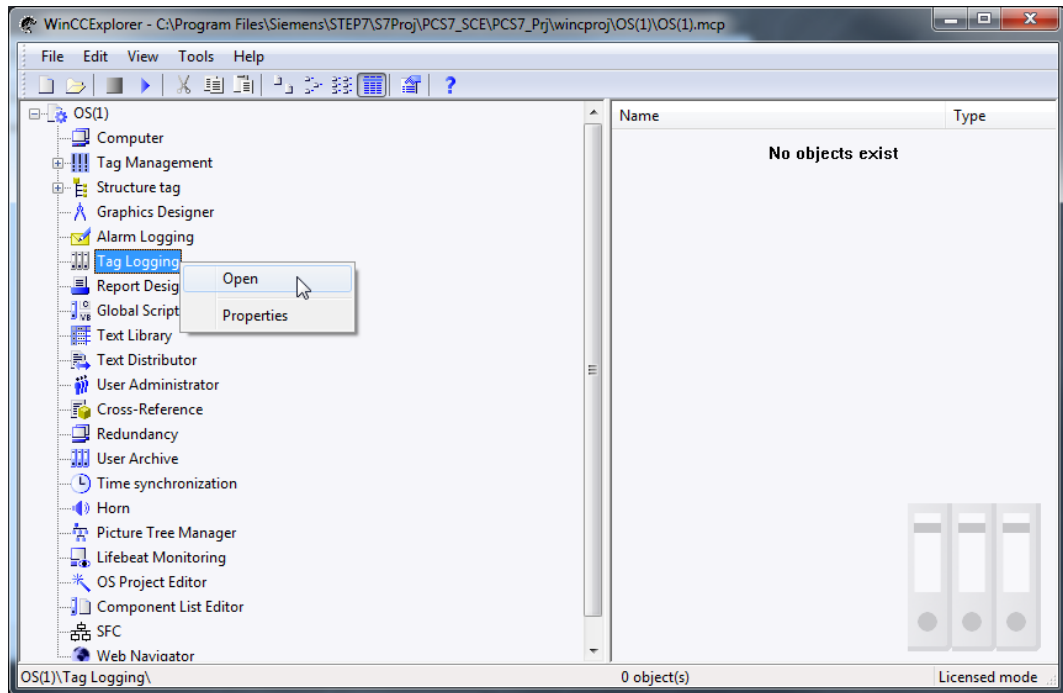 WinCCExplorer - C:\Program Files\Siemens\STEP7\S7Proj\PCS7_SCE\PCS7_Prj\wincproj\OS(1)\OS(1).mcp
File Edit View Tools Help
OS(1)
Name Type
Computer
No objects exist
Tag Management
Structure tag
Graphics Designer
Alarm Logging
Tag Logging
Open
Report Desig
Global Script
Properties
Text Library
Text Distributor
User Administrator
Cross-Reference
Redundancy
User Archive
Time synchronization
Horn
Picture Tree Manager
Lifebeat Monitoring
OS Project Editor
Component List Editor
SFC
Web Navigator
OS(1)\Tag Logging\ 0 object(s) Licensed mode